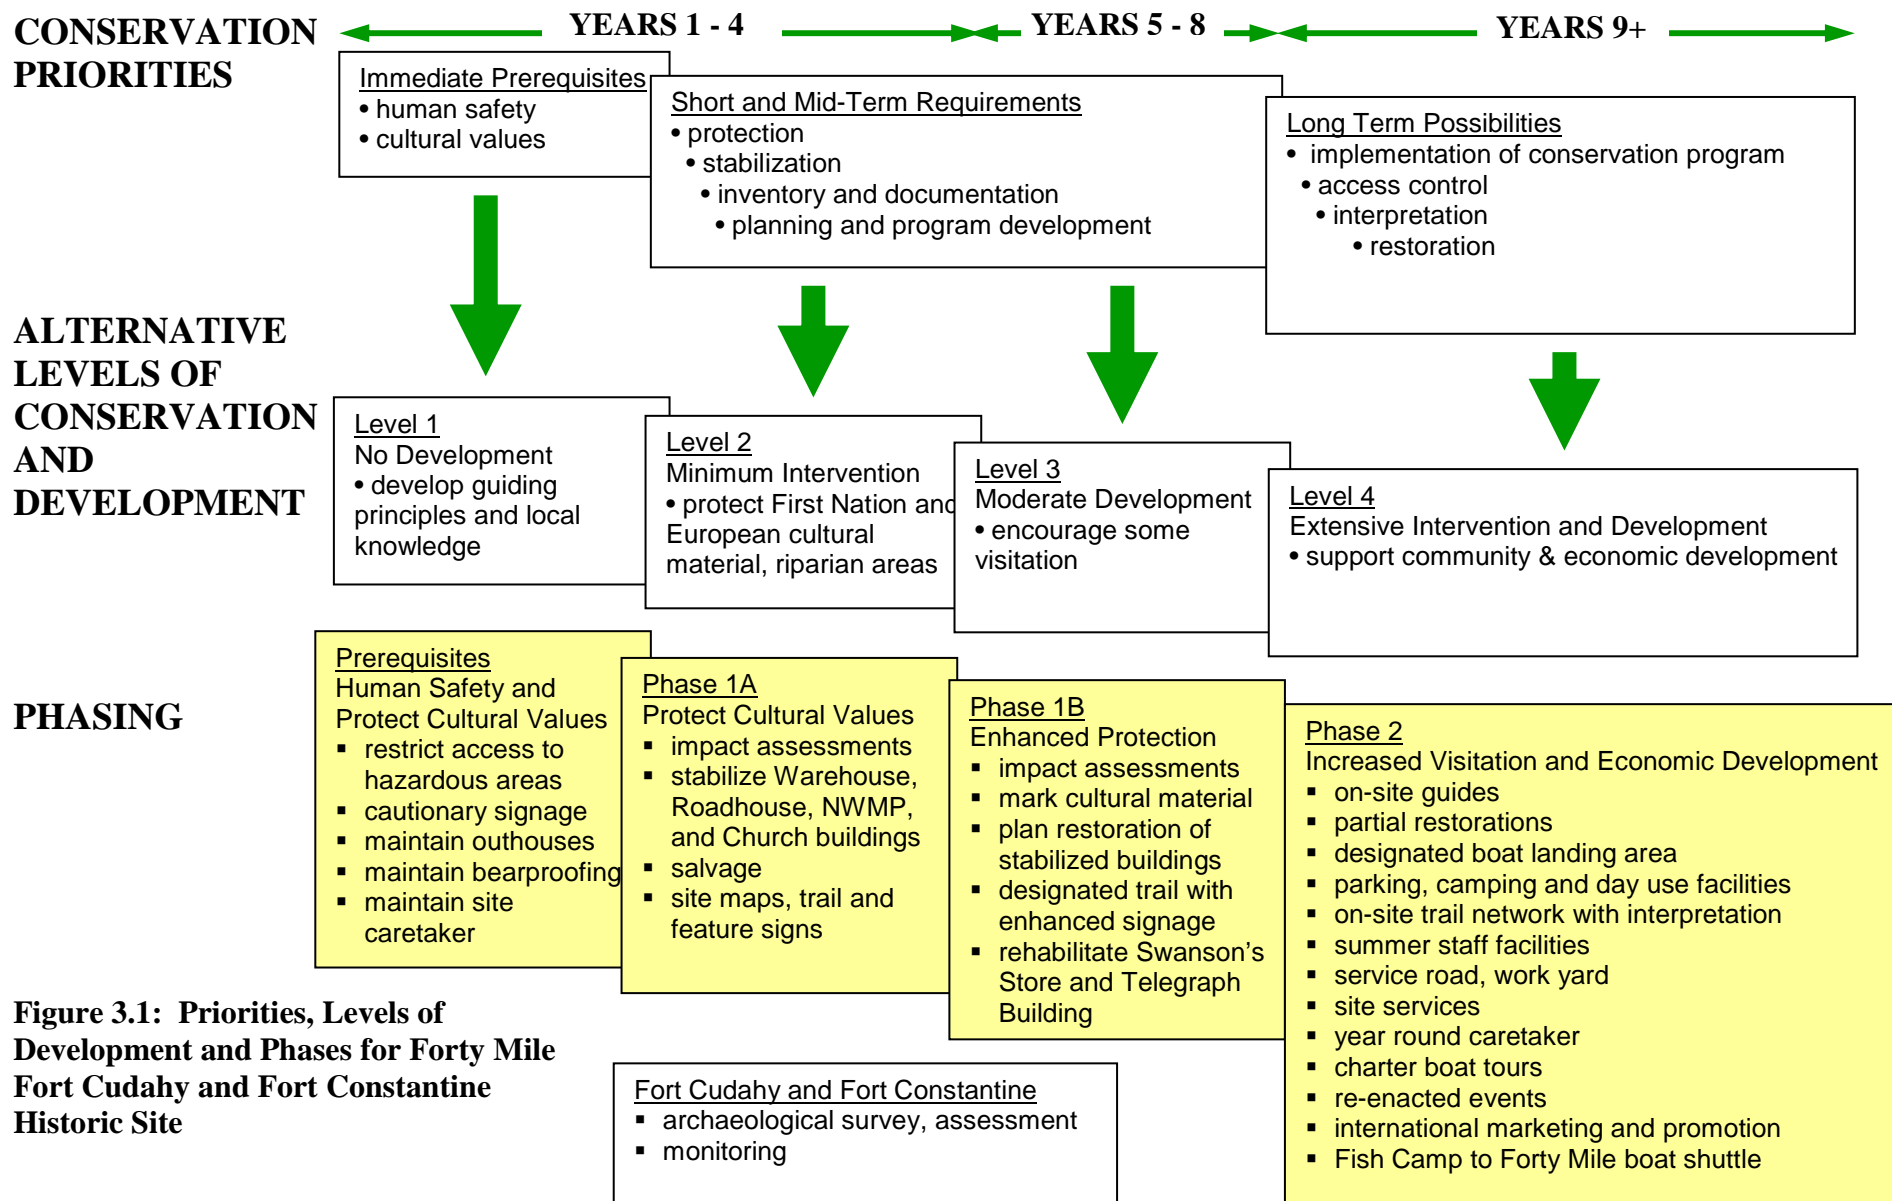 CONSERVATION
PRIORITIES
YEARS 1 - 4
YEARS 5 - 8
YEARS 9+
Immediate Prerequisites
• human safety
• cultural values
Short and Mid-Term Requirements
• protection
• stabilization
• inventory and documentation
• planning and program development
Long Term Possibilities
• implementation of conservation program
• access control
• interpretation
• restoration
ALTERNATIVE
LEVELS OF
CONSERVATION
AND
DEVELOPMENT
Level 1
No Development
• develop guiding
principles and local
knowledge
Level 2
Minimum Intervention
• protect First Nation and
European cultural
material, riparian areas
Level 3
Moderate Development
• encourage some
visitation
Level 4
Extensive Intervention and Development
• support community & economic development
PHASING
Prerequisites
Human Safety and
Protect Cultural Values
▪ restrict access to
hazardous areas
▪ cautionary signage
▪ maintain outhouses
▪ maintain bearproofing
▪ maintain site
caretaker
Phase 1A
Protect Cultural Values
▪ impact assessments
▪ stabilize Warehouse,
Roadhouse, NWMP,
and Church buildings
▪ salvage
▪ site maps, trail and
feature signs
Phase 1B
Enhanced Protection
▪ impact assessments
▪ mark cultural material
▪ plan restoration of
stabilized buildings
▪ designated trail with
enhanced signage
▪ rehabilitate Swanson's
Store and Telegraph
Building
Phase 2
Increased Visitation and Economic Development
▪ on-site guides
▪ partial restorations
▪ designated boat landing area
▪ parking, camping and day use facilities
▪ on-site trail network with interpretation
▪ summer staff facilities
▪ service road, work yard
▪ site services
▪ year round caretaker
▪ charter boat tours
▪ re-enacted events
▪ international marketing and promotion
▪ Fish Camp to Forty Mile boat shuttle
Figure 3.1: Priorities, Levels of
Development and Phases for Forty Mile
Fort Cudahy and Fort Constantine
Historic Site
Fort Cudahy and Fort Constantine
▪ archaeological survey, assessment
▪ monitoring